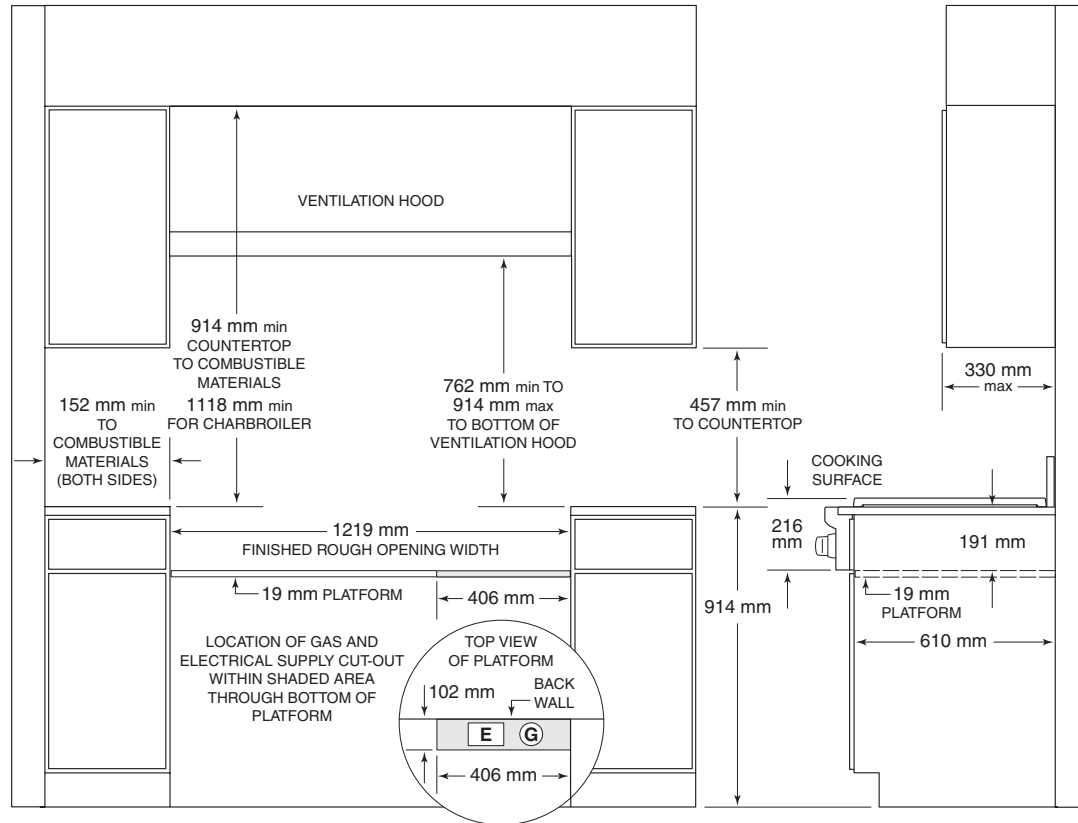 VENTILATION HOOD
914 mm min
COUNTERTOP
TO COMBUSTIBLE
MATERIALS
1118 mm min
FOR CHARBROILER
152 mm min
TO
COMBUSTIBLE
MATERIALS
(BOTH SIDES)
762 mm min TO
914 mm max
TO BOTTOM OF
VENTILATION HOOD
457 mm min
TO COUNTERTOP
330 mm
max
COOKING
SURFACE
216
mm
191 mm
19 mm
PLATFORM
610 mm
914 mm
1219 mm
FINISHED ROUGH OPENING WIDTH
19 mm PLATFORM
406 mm
LOCATION OF GAS AND
ELECTRICAL SUPPLY CUT-OUT
WITHIN SHADED AREA
THROUGH BOTTOM OF
PLATFORM
TOP VIEW
OF PLATFORM
102 mm
BACK
WALL
E G
406 mm